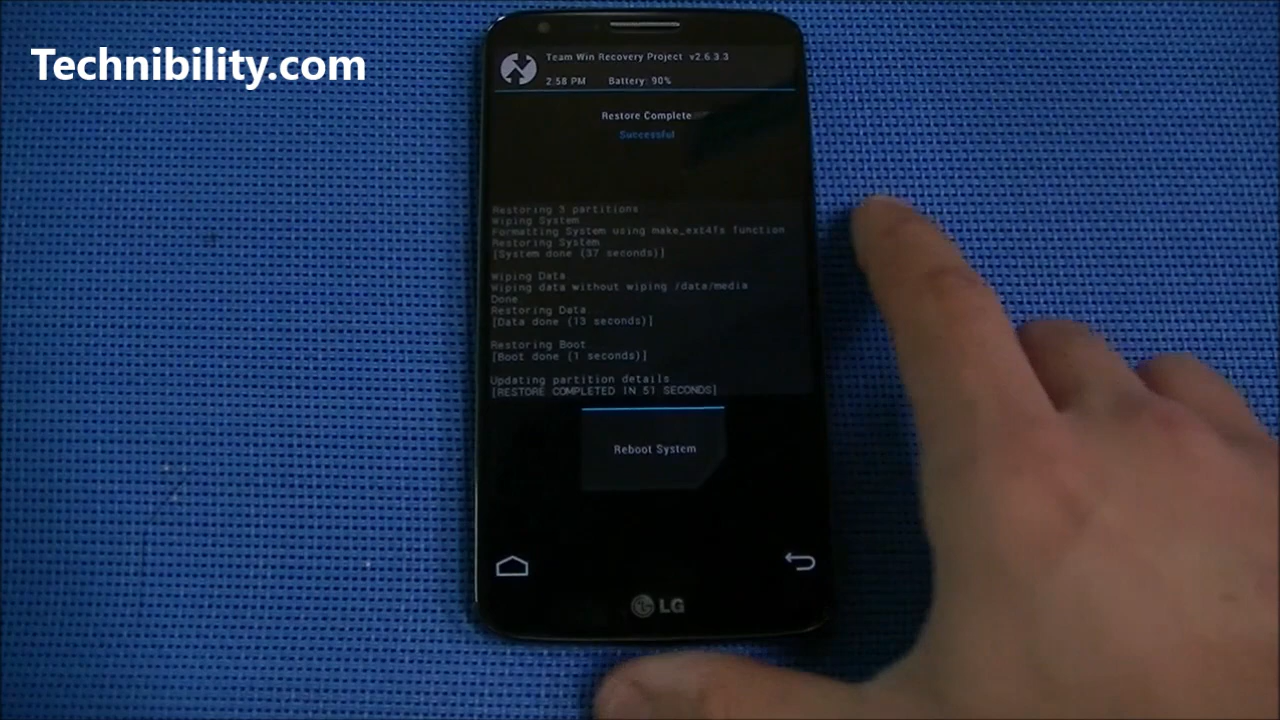 Technibility.com
Team Win Recovery Project v2.6.3.3
2:58 PM Battery: 90%
Restore Complete
Successful
Restoring 3 partitions
Wiping System
Formatting System using make_ext4fs function
Restoring System
[System done (37 seconds)]
Wiping Data
Wiping data without wiping /data/media
Done
Restoring Data
[Data done (13 seconds)]
Restoring Boot
[Boot done (1 seconds)]
Updating partition details
[RESTORE COMPLETED IN 51 SECONDS]
Reboot System
LG